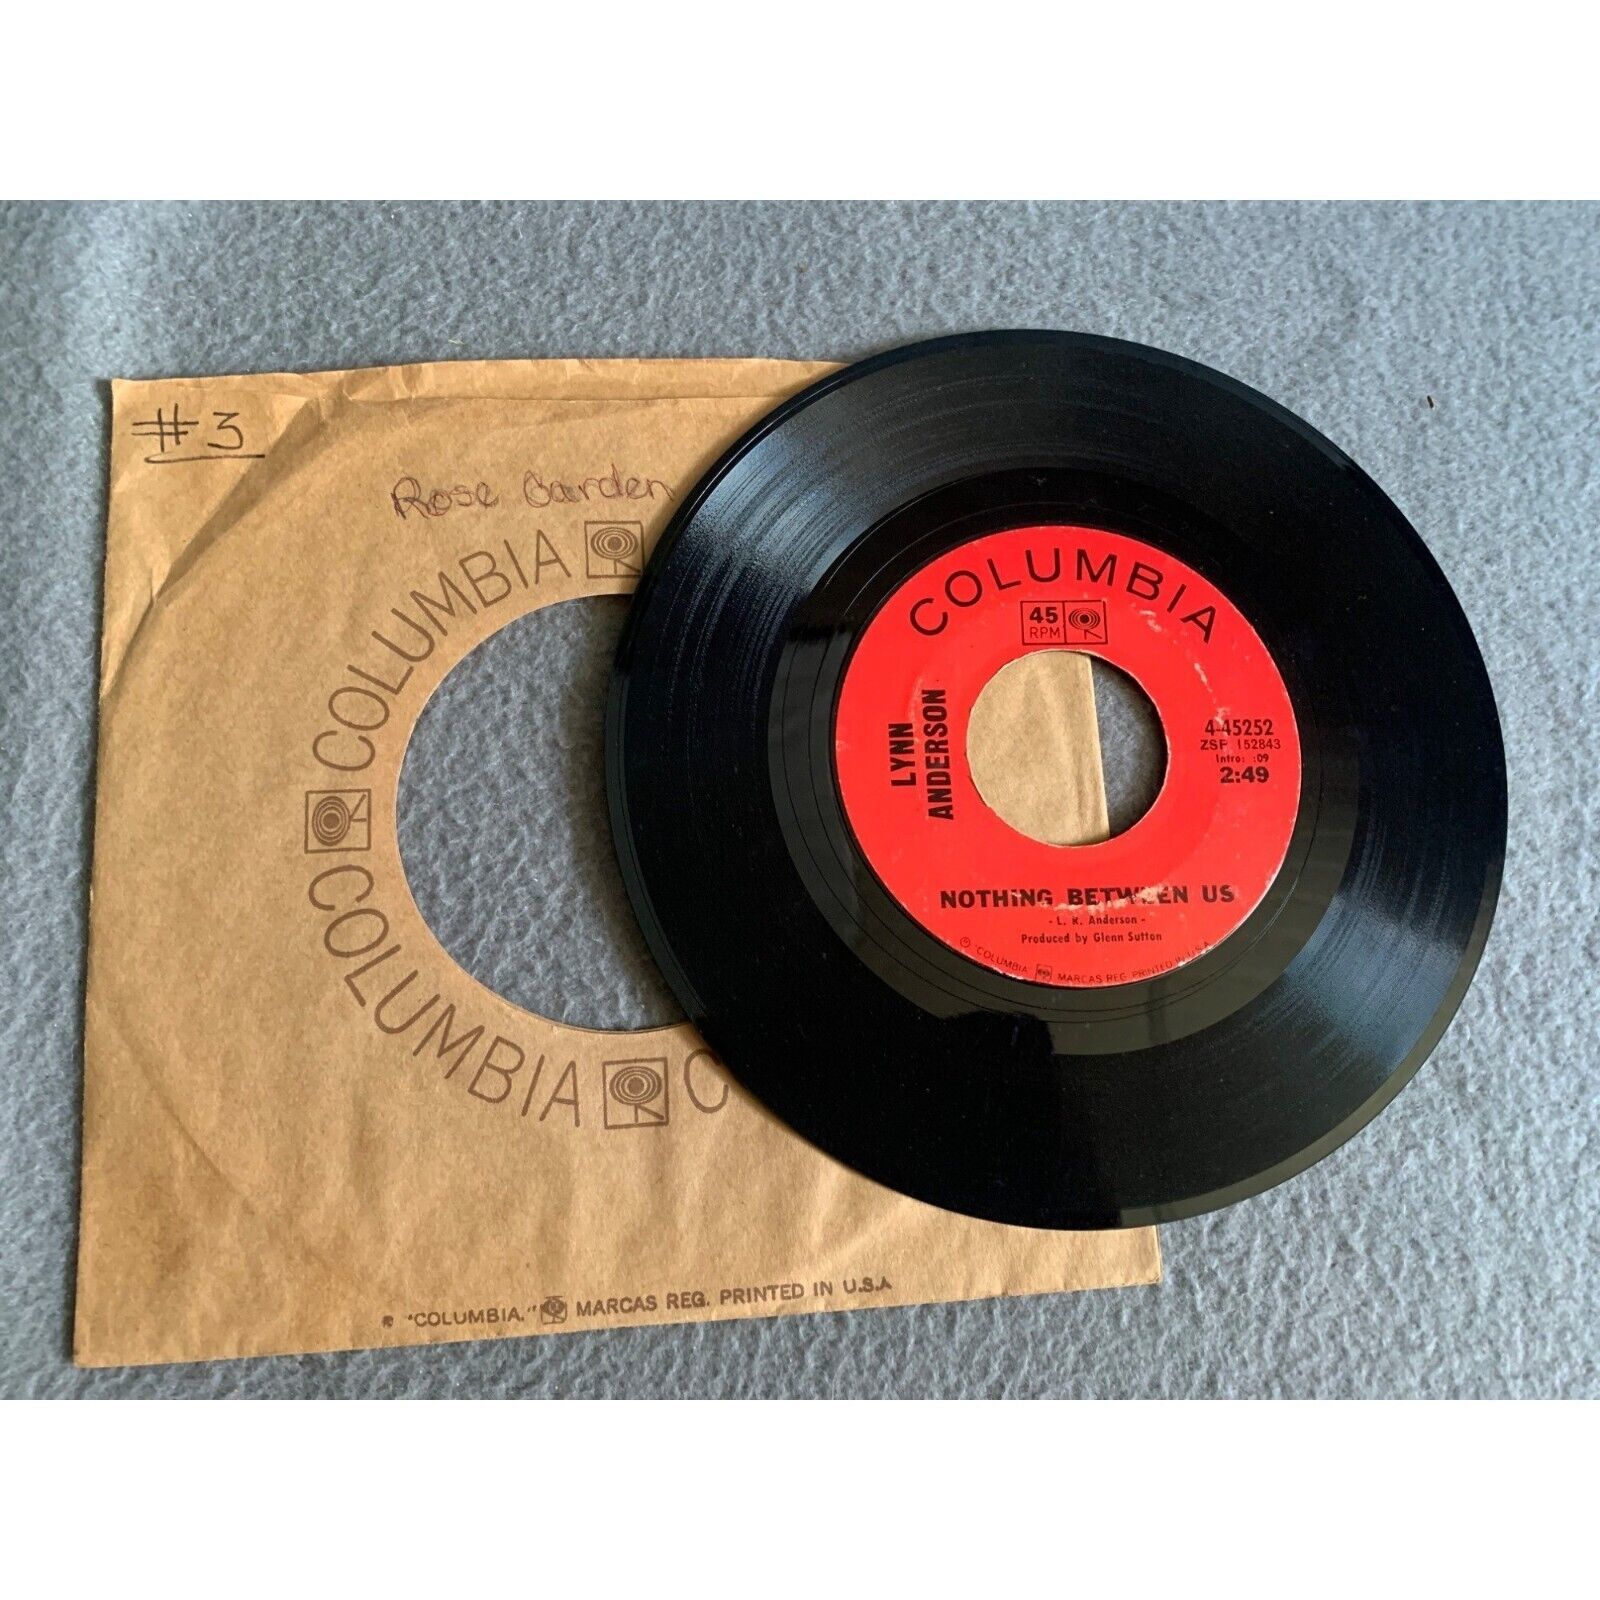 #3
Rose Garden
COLUMBIA
COLUMBIA
COLUMBIA
C
® "COLUMBIA," MARCAS REG. PRINTED IN U.S.A
COLUMBIA
45
RPM
LYNN
ANDERSON
4-45252
ZSP 152843
Intro: :09
2:49
NOTHING BETWEEN US
- L. R. Anderson -
Produced by Glenn Sutton
℗ "COLUMBIA MARCAS REG. PRINTED IN U.S.A.